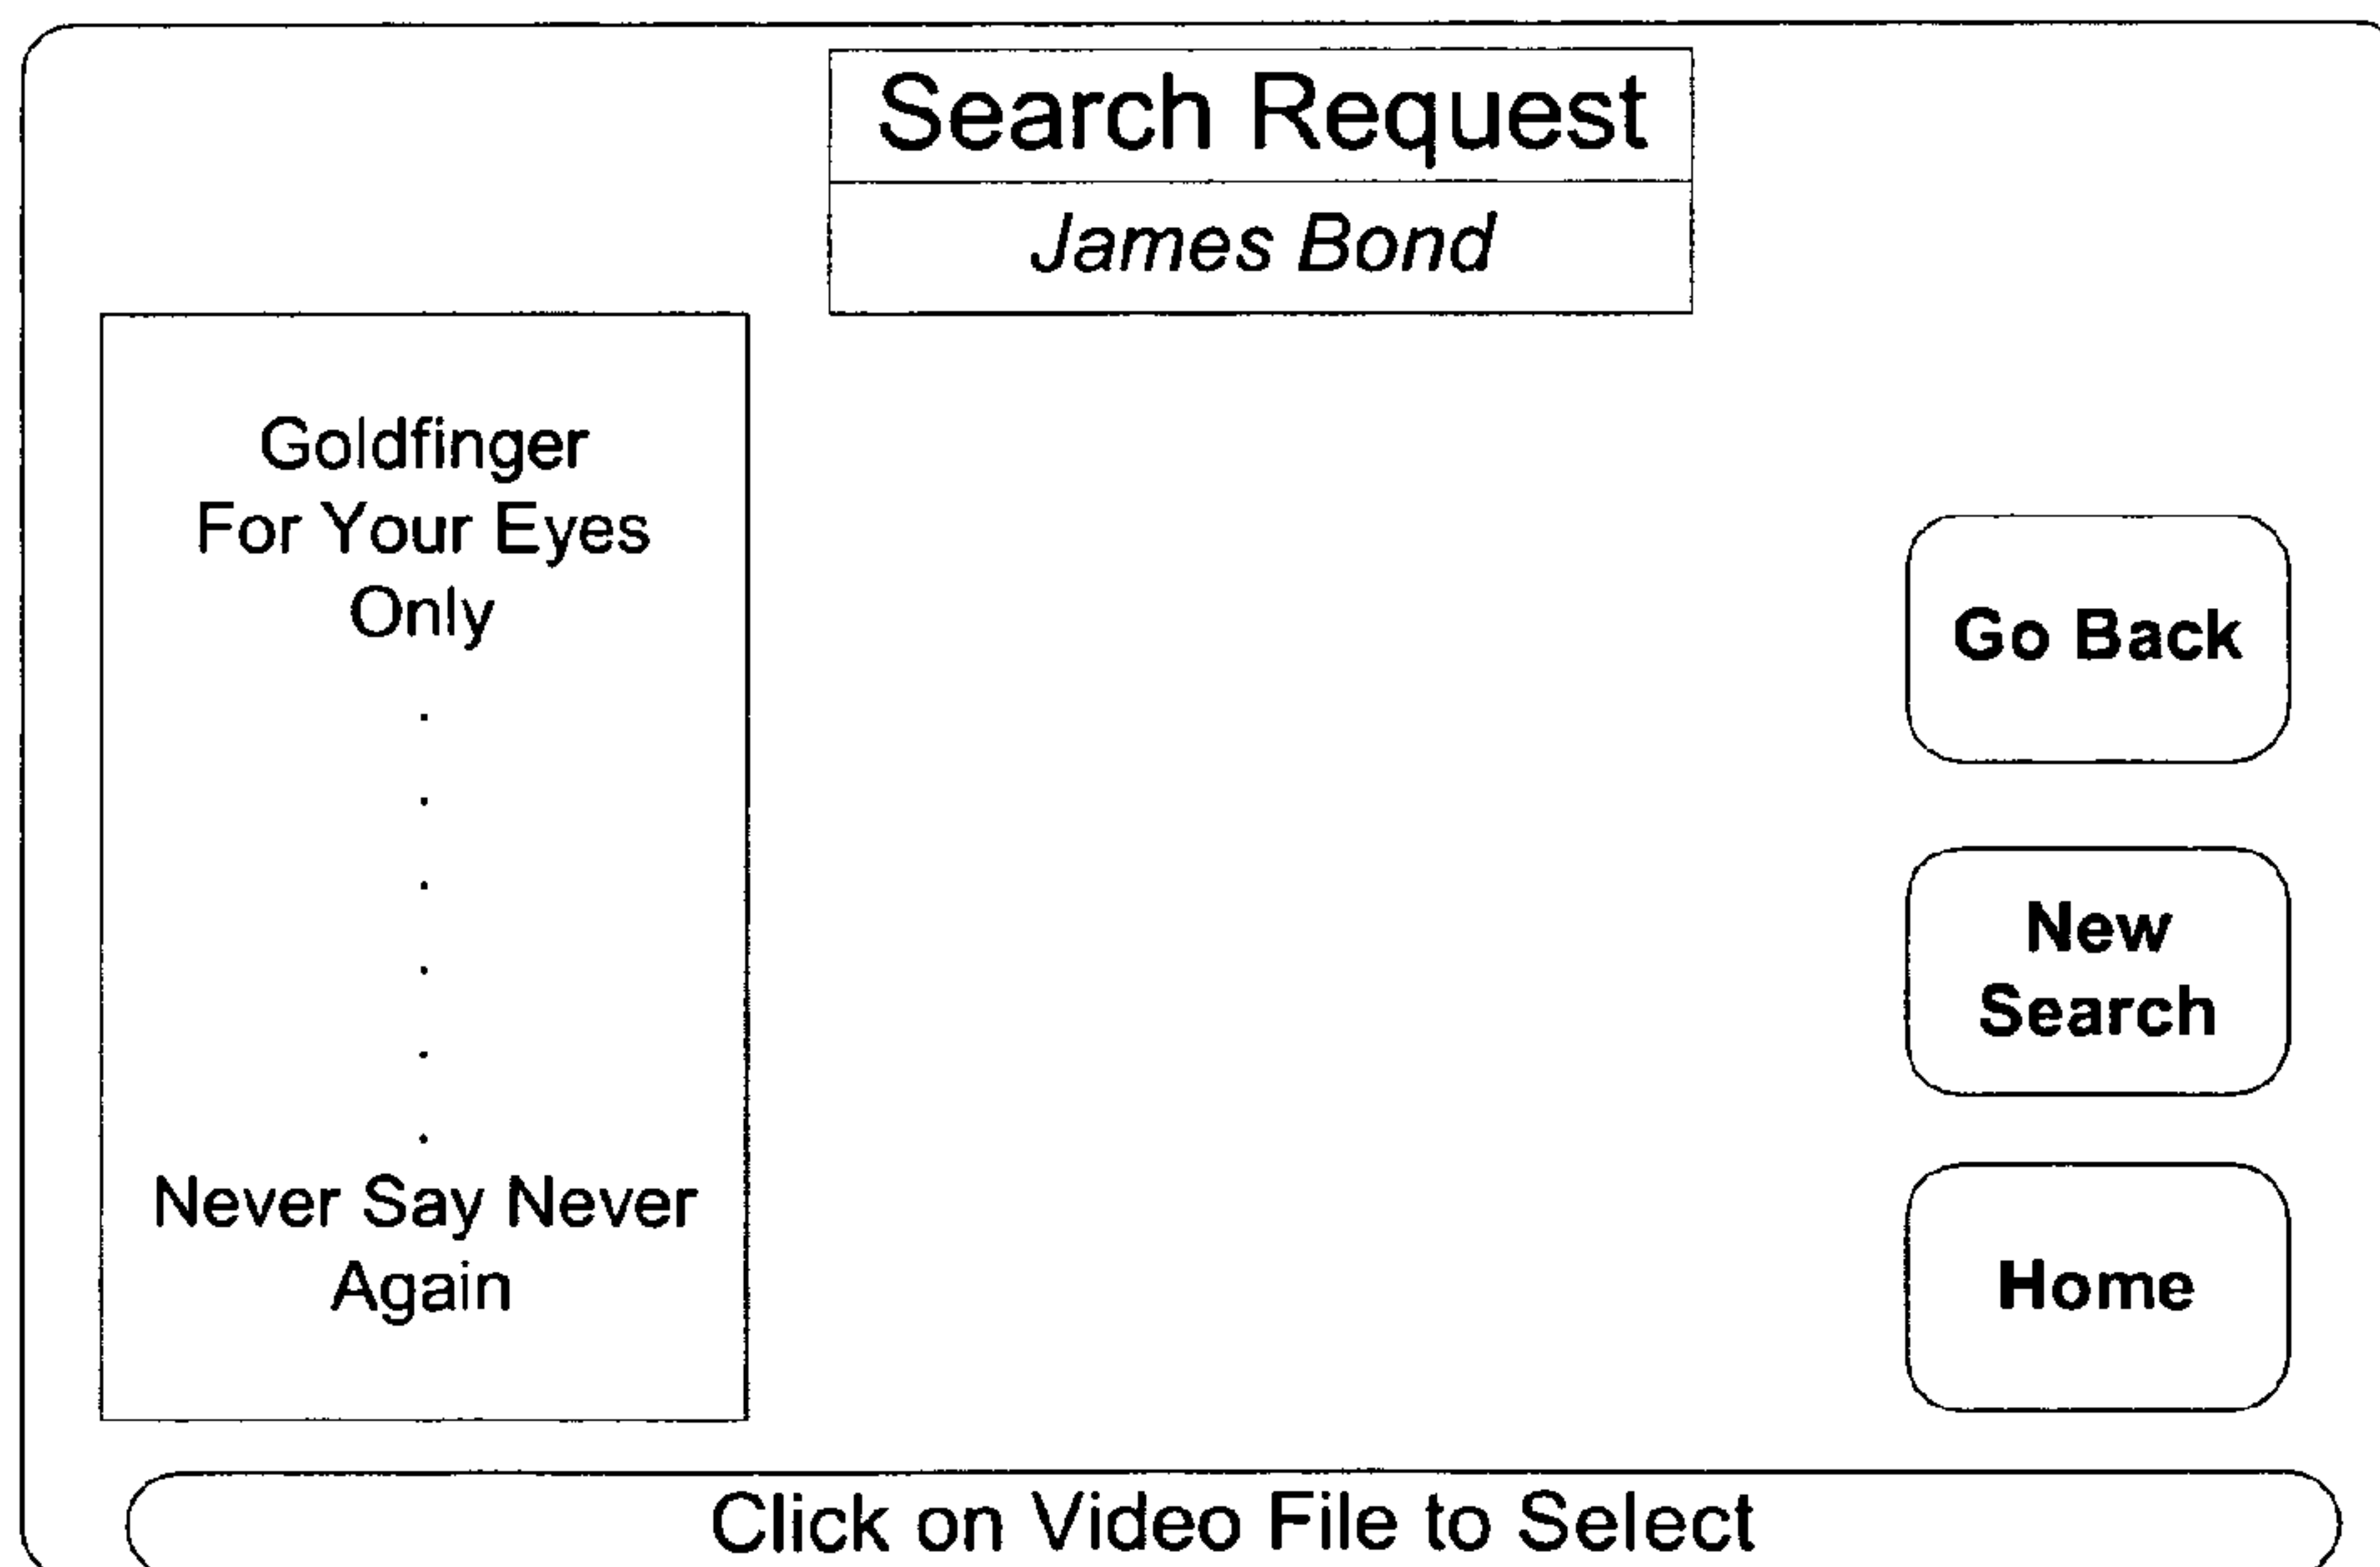 Search Request
James Bond
Goldfinger
For Your Eyes
Only
.
.
.
.
.
.
Never Say Never
Again
Go Back
New
Search
Home
Click on Video File to Select